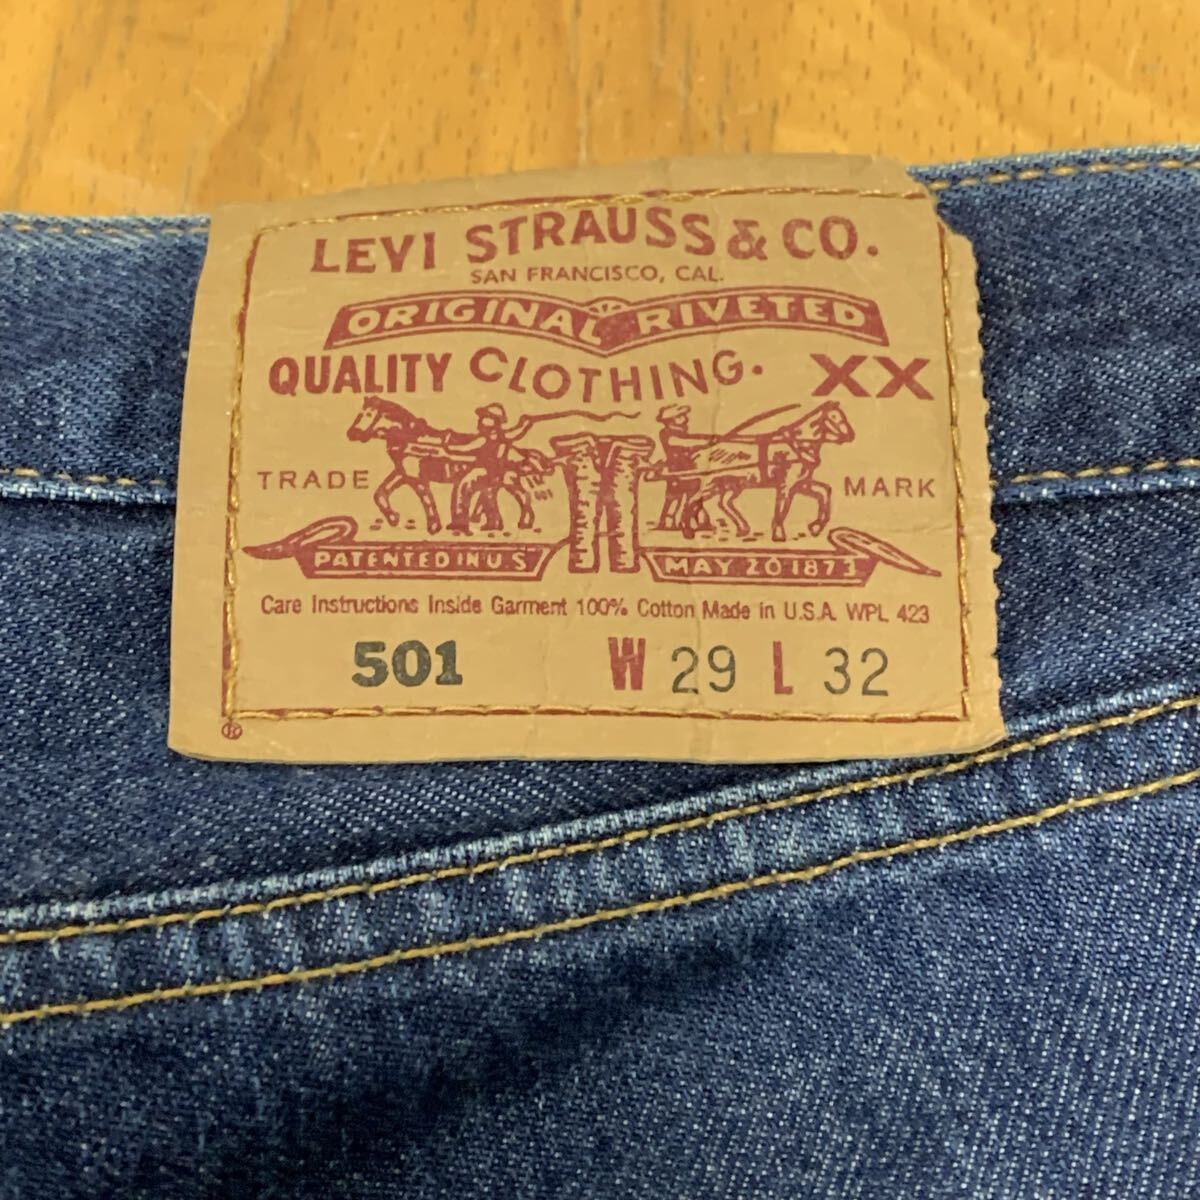 LEVI STRAUSS & CO.
SAN FRANCISCO, CAL.
ORIGINAL RIVETED
QUALITY CLOTHING. XX
TRADE MARK
PATENTED IN U.S MAY 20 1873
Care Instructions Inside Garment 100% Cotton Made in U.S.A. WPL 423
501 W 29 L 32
®